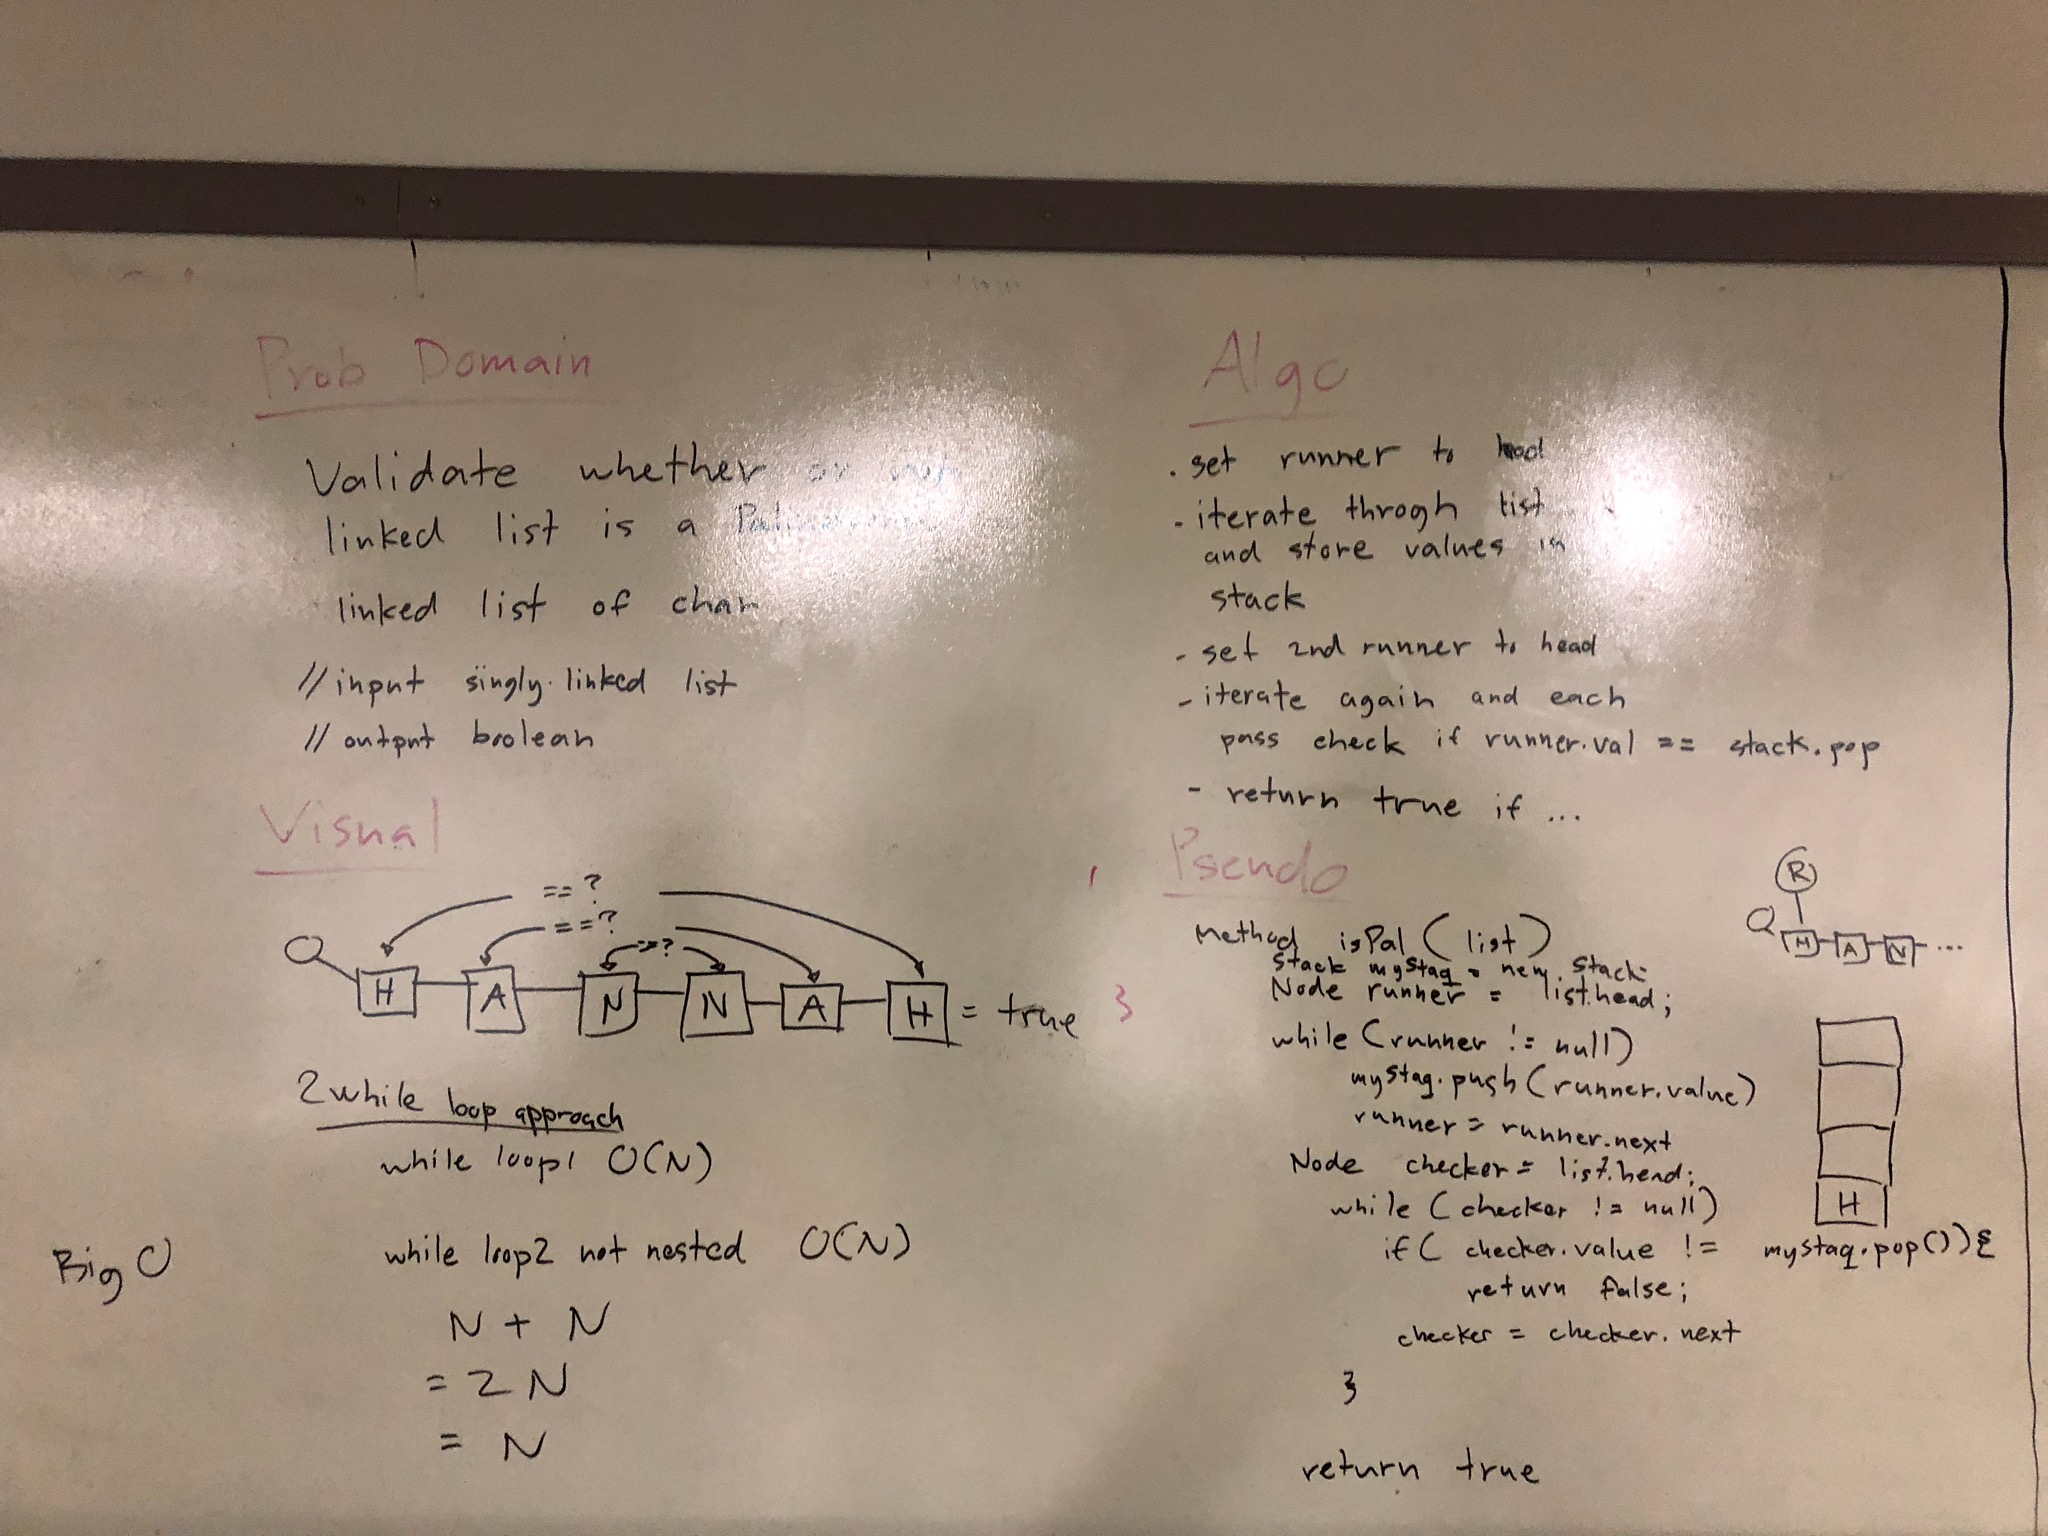 Prob Domain
Validate whether or not
linked list is a Palindrome
linked list of char
// input singly linked list
// output boolean
Visual
== ?
==?
==?
H A N N A H = true
2 while loop approach
while loop1 O(N)
while loop2 not nested O(N)
Big O
N + N
= 2N
= N
Algo
. set runner to head
- iterate throgh list
and store values in
stack
- set 2nd runner to head
- iterate again and each
pass check if runner.val == stack.pop
- return true if ...
Pseudo
R
H A N ...
Method isPal (list)
Stack mystaq = new Stack
Node runner = list.head;
}
while (runner != null)
mystaq.push(runner.value)
runner = runner.next
Node checker = list.head;
while (checker != null)
H
if( checker.value != mystaq.pop()){
return false;
checker = checker.next
}
return true